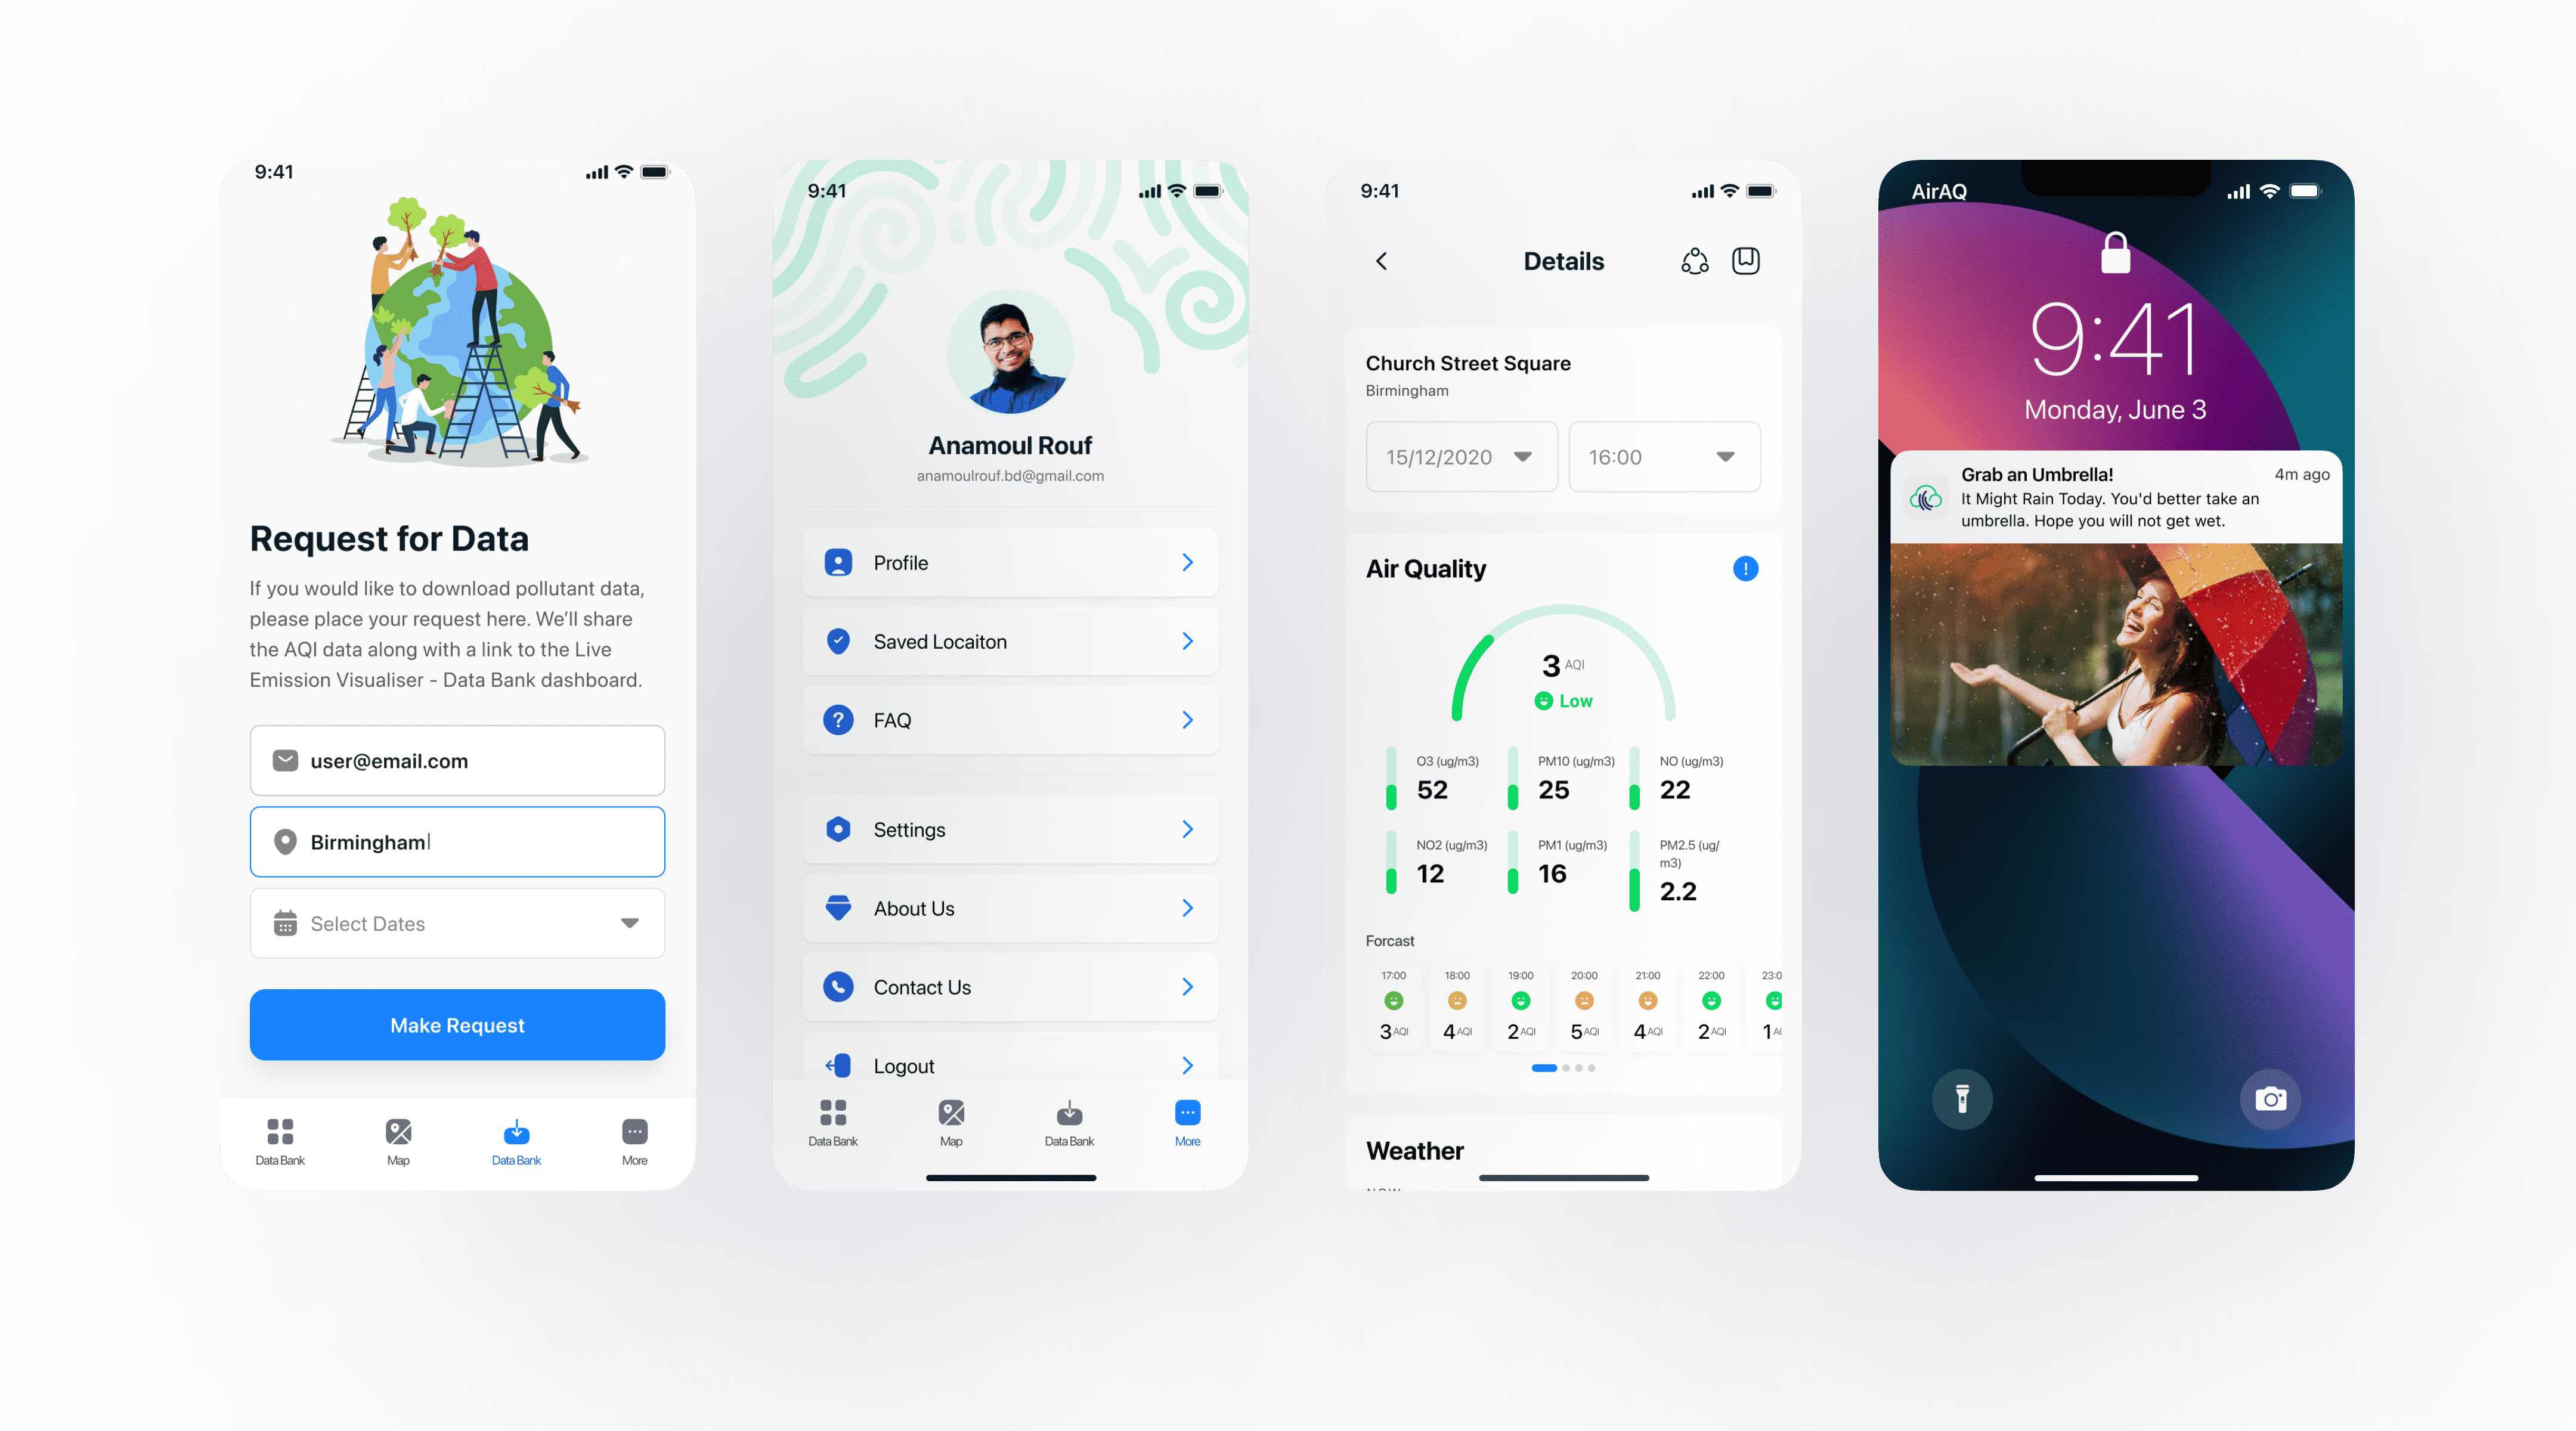 9:41
Request for Data
If you would like to download pollutant data,
please place your request here. We’ll share
the AQI data along with a link to the Live
Emission Visualiser - Data Bank dashboard.
user@email.com
Birmingham
Select Dates
Make Request
Data Bank
Map
Data Bank
More
9:41
Anamoul Rouf
anamoulrouf.bd@gmail.com
Profile
Saved Locaiton
FAQ
Settings
About Us
Contact Us
Logout
Data Bank
Map
Data Bank
More
9:41
Details
Church Street Square
Birmingham
15/12/2020
16:00
Air Quality
3 AQI
Low
O3 (ug/m3)
52
PM10 (ug/m3)
25
NO (ug/m3)
22
NO2 (ug/m3)
12
PM1 (ug/m3)
16
PM2.5 (ug/
m3)
2.2
Forcast
17:00 18:00 19:00 20:00 21:00 22:00 23:0
3 AQI 4 AQI 2 AQI 5 AQI 4 AQI 2 AQI 1
Weather
AirAQ
9:41
Monday, June 3
Grab an Umbrella!
4m ago
It Might Rain Today. You'd better take an
umbrella. Hope you will not get wet.